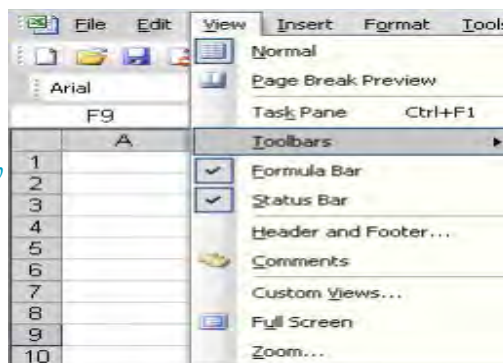 File Edit View Insert Format Tools
Normal
Page Break Preview
Arial
Task Pane Ctrl+F1
F9
Toolbars
A
Formula Bar
1
Status Bar
2
3
Header and Footer...
4
5
Comments
6
Custom Views...
7
8
Full Screen
9
Zoom...
10